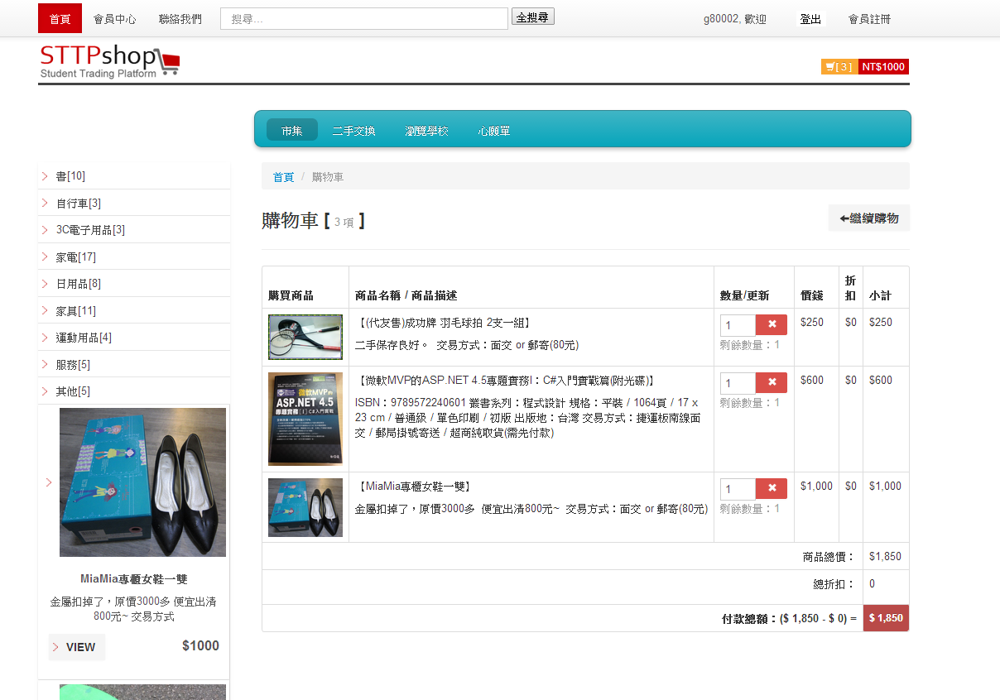 首頁 會員中心 聯絡我們 搜尋... 全搜尋 g80002, 歡迎 登出 會員註冊
STTPshop
Student Trading Platform
[ 3 ] NT$1000
市集 二手交換 瀏覽學校 心願單
書[10]
自行車[3]
3C電子用品[3]
家電[17]
日用品[8]
家具[11]
運動用品[4]
服務[5]
其他[5]
MiaMia專櫃女鞋一雙
金屬扣掉了，原價3000多 便宜出清
800元~ 交易方式
VIEW $1000
首頁 / 購物車
購物車 [ 3 項 ]
繼續購物
購買商品 商品名稱 / 商品描述 數量/更新 價錢 折扣 小計
【(代友售)成功牌 羽毛球拍 2支一組】 1 $250 $0 $250
二手保存良好。 交易方式：面交 or 郵寄(80元) 剩餘數量：1
微軟MVP的
ASP.NET 4.5
專題實務 [I] C#入門實戰
【微軟MVP的ASP.NET 4.5專題實務I：C#入門實戰篇(附光碟)】 1 $600 $0 $600
ISBN：9789572240601 叢書系列：程式設計 規格：平裝 / 1064頁 / 17 x 剩餘數量：1
23 cm / 普通級 / 單色印刷 / 初版 出版地：台灣 交易方式：捷運板南線面
交 / 郵局掛號寄送 / 超商純取貨(需先付款)
【MiaMia專櫃女鞋一雙】 1 $1,000 $0 $1,000
金屬扣掉了，原價3000多 便宜出清800元~ 交易方式：面交 or 郵寄(80元) 剩餘數量：1
商品總價： $1,850
總折扣： 0
付款總額：($ 1,850 - $ 0) = $ 1,850